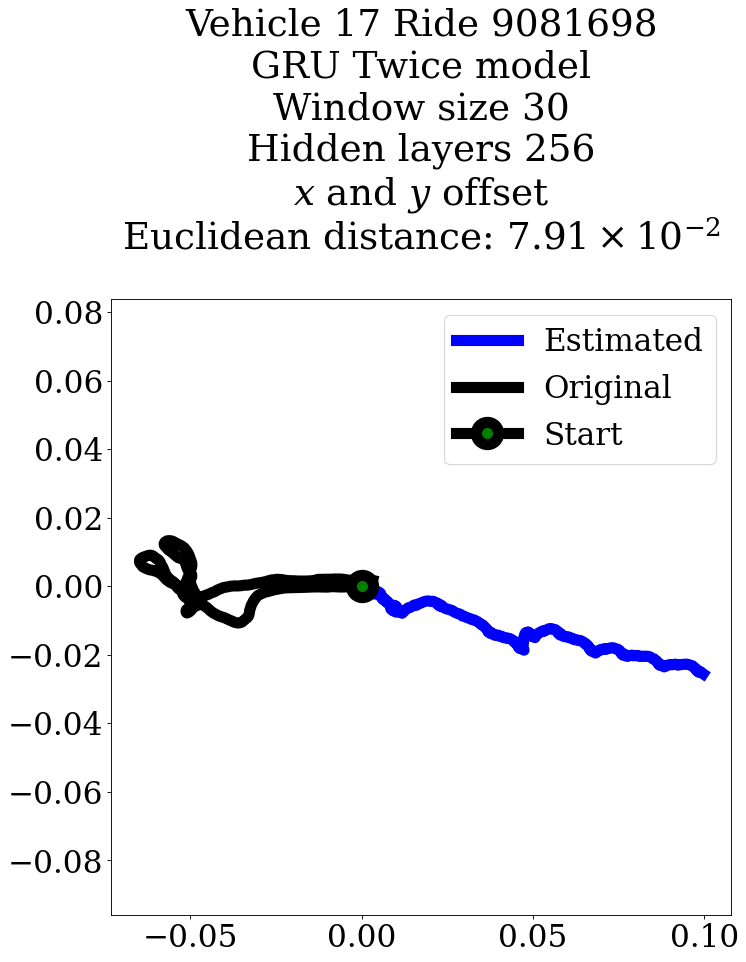 Vehicle 17 Ride 9081698
GRU Twice model
Window size 30
Hidden layers 256
x and y offset
Euclidean distance: 7.91 × 10⁻²
Estimated
Original
Start
0.08
0.06
0.04
0.02
0.00
−0.02
−0.04
−0.06
−0.08
−0.05 0.00 0.05 0.10